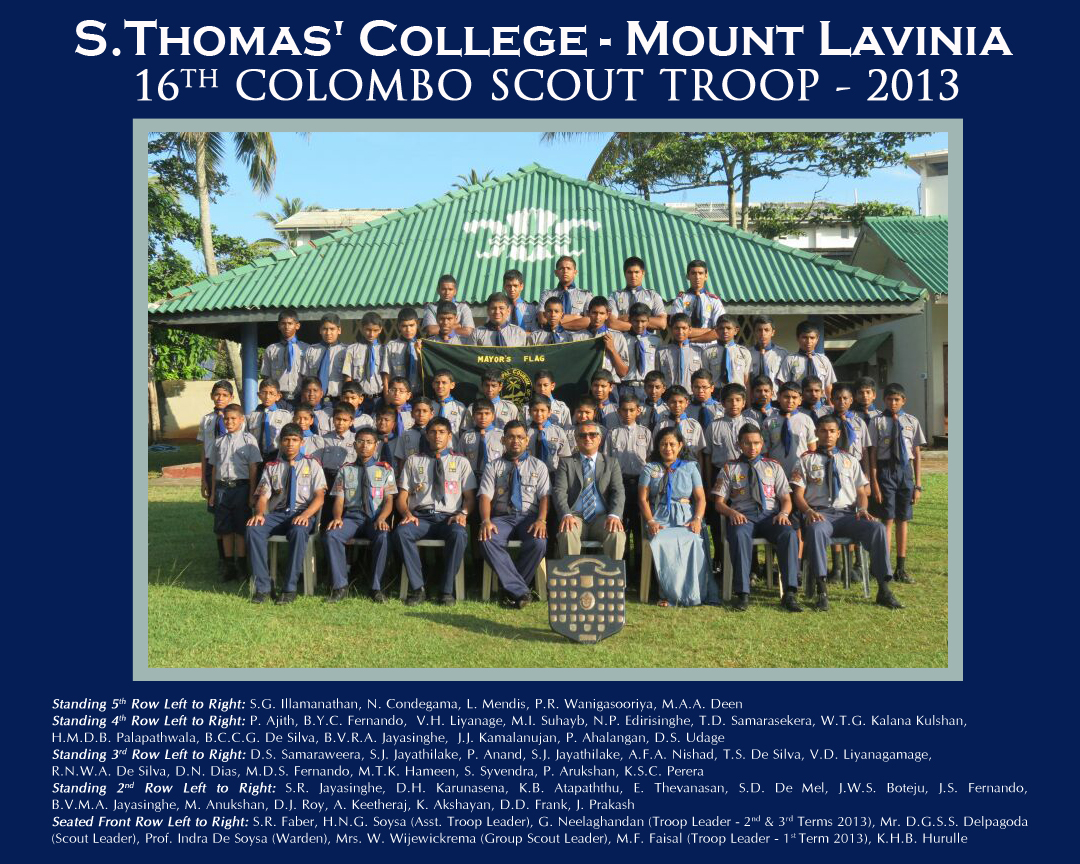 S.THOMAS' COLLEGE - MOUNT LAVINIA
16TH COLOMBO SCOUT TROOP - 2013
MAYOR'S FLAG
Standing 5th Row Left to Right: S.G. Illamanathan, N. Condegama, L. Mendis, P.R. Wanigasooriya, M.A.A. Deen
Standing 4th Row Left to Right: P. Ajith, B.Y.C. Fernando, V.H. Liyanage, M.I. Suhayb, N.P. Edirisinghe, T.D. Samarasekera, W.T.G. Kalana Kulshan,
H.M.D.B. Palapathwala, B.C.C.G. De Silva, B.V.R.A. Jayasinghe, J.J. Kamalanujan, P. Ahalangan, D.S. Udage
Standing 3rd Row Left to Right: D.S. Samaraweera, S.J. Jayathilake, P. Anand, S.J. Jayathilake, A.F.A. Nishad, T.S. De Silva, V.D. Liyanagamage,
R.N.W.A. De Silva, D.N. Dias, M.D.S. Fernando, M.T.K. Hameen, S. Syvendra, P. Arukshan, K.S.C. Perera
Standing 2nd Row Left to Right: S.R. Jayasinghe, D.H. Karunasena, K.B. Atapaththu, E. Thevanasan, S.D. De Mel, J.W.S. Boteju, J.S. Fernando,
B.V.M.A. Jayasinghe, M. Anukshan, D.J. Roy, A. Keetheraj, K. Akshayan, D.D. Frank, J. Prakash
Seated Front Row Left to Right: S.R. Faber, H.N.G. Soysa (Asst. Troop Leader), G. Neelaghandan (Troop Leader - 2nd & 3rd Terms 2013), Mr. D.G.S.S. Delpagoda
(Scout Leader), Prof. Indra De Soysa (Warden), Mrs. W. Wijewickrema (Group Scout Leader), M.F. Faisal (Troop Leader - 1st Term 2013), K.H.B. Hurulle